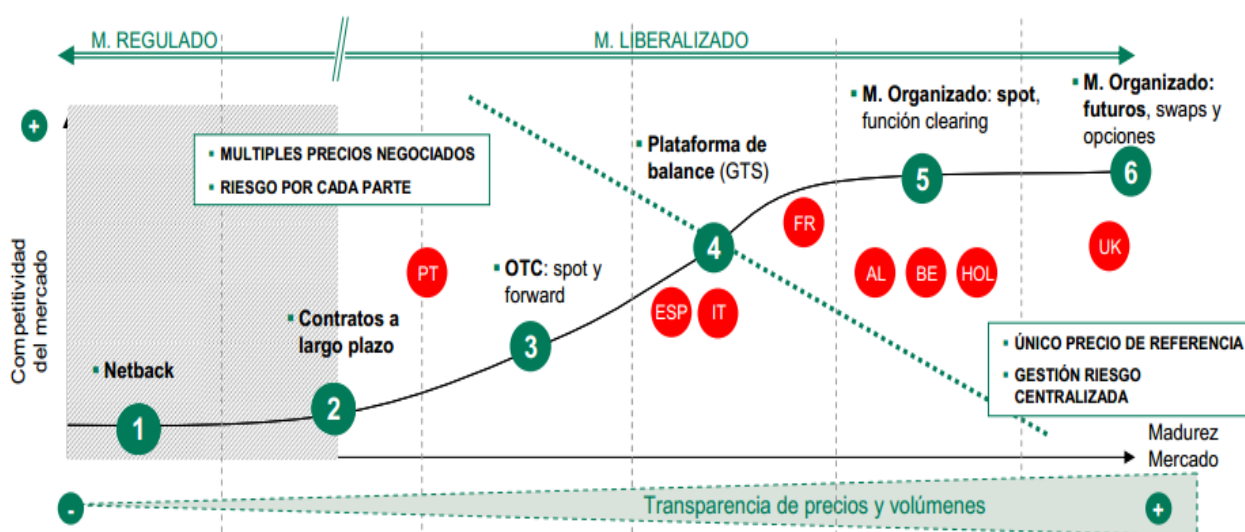 M. REGULADO
M. LIBERALIZADO
▪ M. Organizado: spot,
función clearing
▪ M. Organizado:
futuros, swaps y
opciones
+
▪ MULTIPLES PRECIOS NEGOCIADOS
▪ RIESGO POR CADA PARTE
▪ Plataforma de
balance (GTS)
5
6
FR
4
UK
PT
▪ OTC: spot y
forward
AL
BE
HOL
ESP
IT
▪ Contratos a
largo plazo
3
▪ ÚNICO PRECIO DE REFERENCIA
▪ GESTIÓN RIESGO
CENTRALIZADA
Competitividad
del mercado
▪ Netback
2
1
Madurez
Mercado
-
Transparencia de precios y volúmenes
+